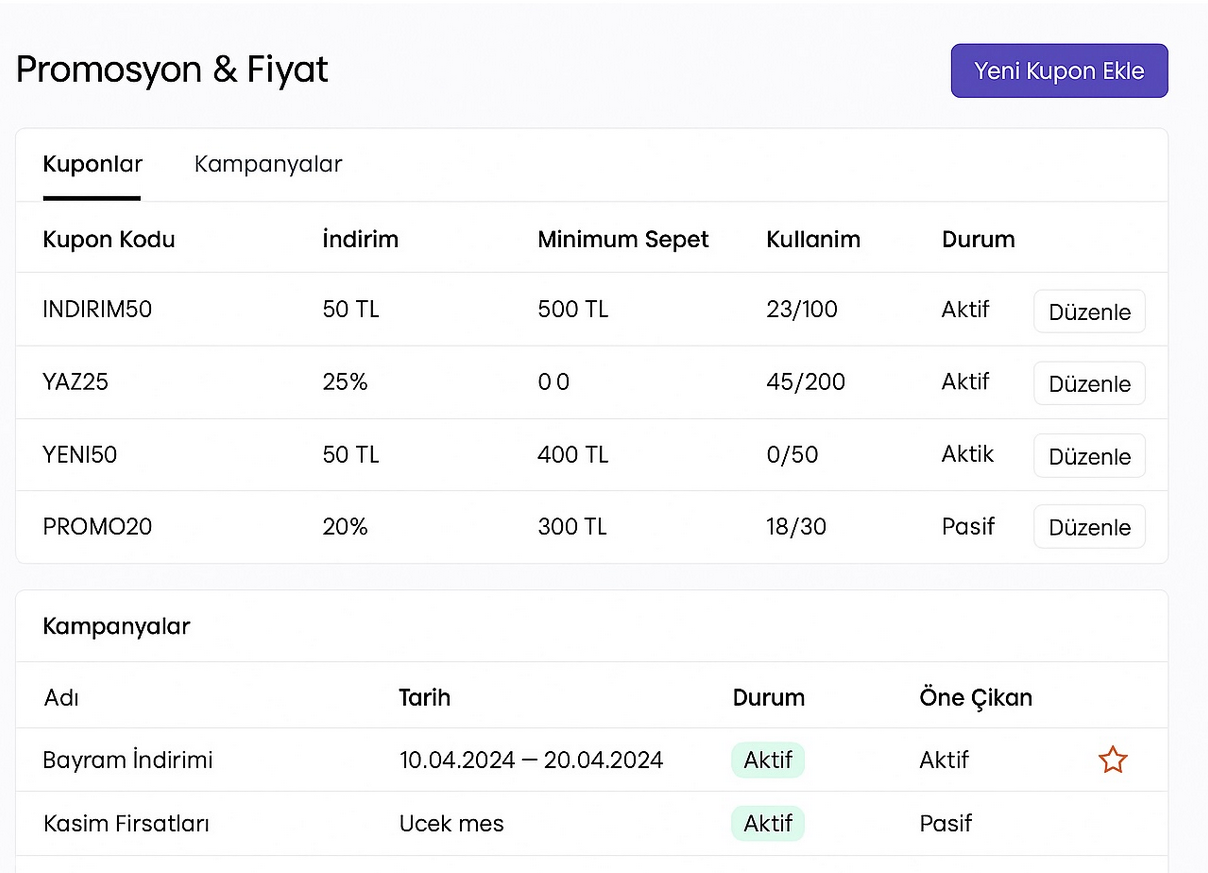 Promosyon & Fiyat
Yeni Kupon Ekle
Kuponlar Kampanyalar
Kupon Kodu İndirim Minimum Sepet Kullanim Durum
INDIRIM50 50 TL 500 TL 23/100 Aktif Düzenle
YAZ25 25% 0 0 45/200 Aktif Düzenle
YENI50 50 TL 400 TL 0/50 Aktik Düzenle
PROMO20 20% 300 TL 18/30 Pasif Düzenle
Kampanyalar
Adı Tarih Durum Öne Çikan
Bayram İndirimi 10.04.2024 — 20.04.2024 Aktif Aktif
Kasim Firsatları Ucek mes Aktif Pasif